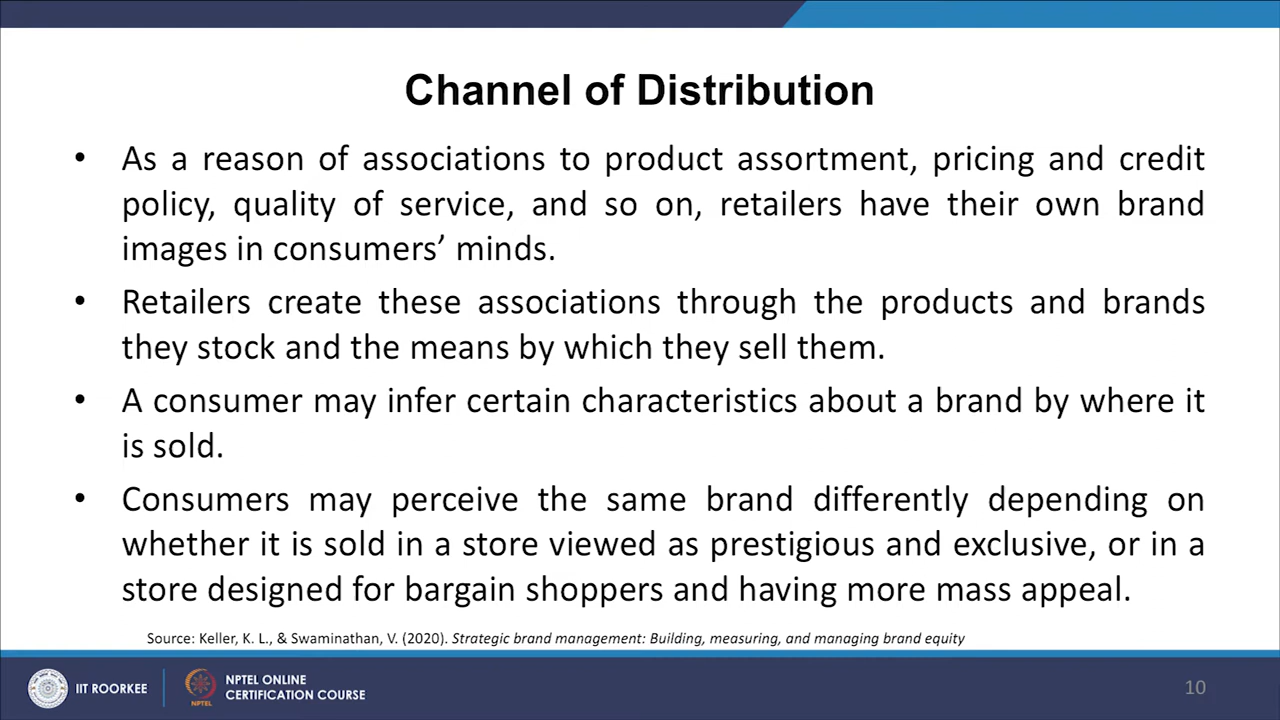 Channel of Distribution
• As a reason of associations to product assortment, pricing and credit
policy, quality of service, and so on, retailers have their own brand
images in consumers’ minds.
• Retailers create these associations through the products and brands
they stock and the means by which they sell them.
• A consumer may infer certain characteristics about a brand by where it
is sold.
• Consumers may perceive the same brand differently depending on
whether it is sold in a store viewed as prestigious and exclusive, or in a
store designed for bargain shoppers and having more mass appeal.
Source: Keller, K. L., & Swaminathan, V. (2020). Strategic brand management: Building, measuring, and managing brand equity
IIT ROORKEE
NPTEL
NPTEL ONLINE
CERTIFICATION COURSE
10